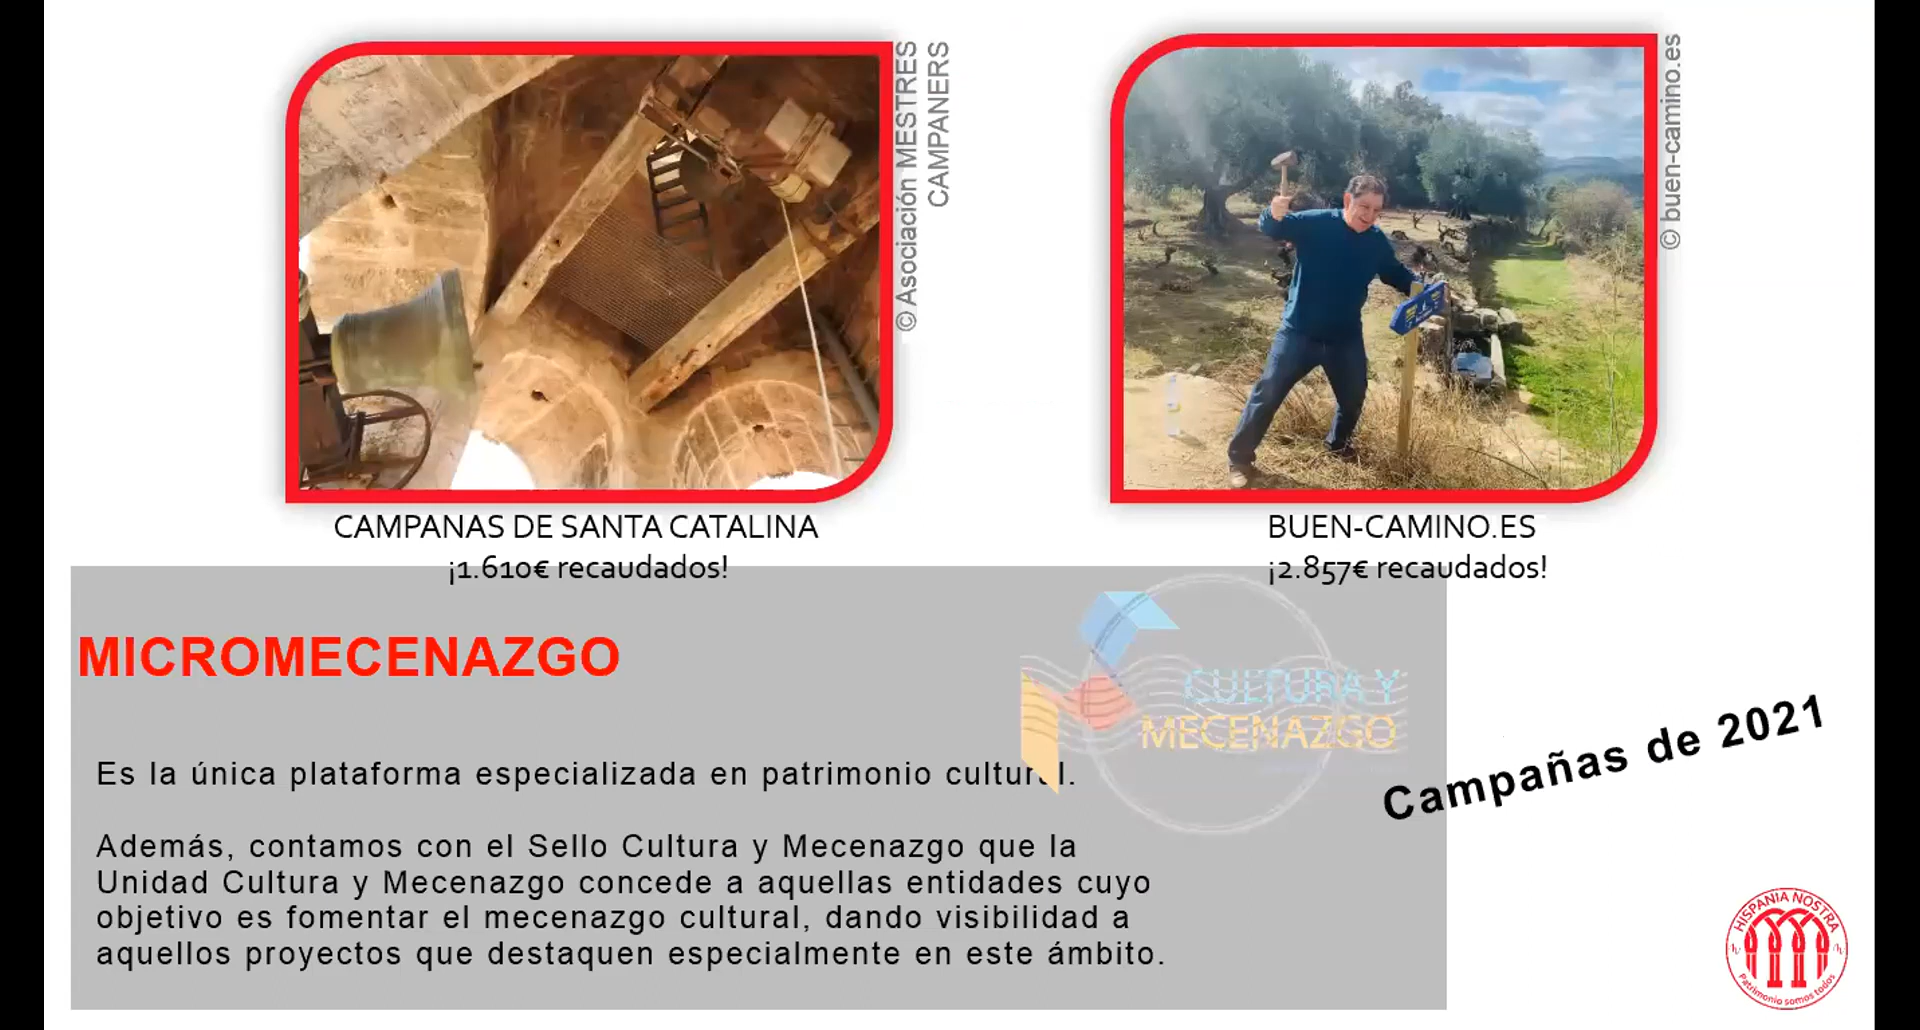 © Asociación MESTRES
CAMPANERS
© buen-camino.es
CAMPANAS DE SANTA CATALINA
¡1.610€ recaudados!
BUEN-CAMINO.ES
¡2.857€ recaudados!
MICROMECENAZGO
CULTURA Y
MECENAZGO
Es la única plataforma especializada en patrimonio cultural.
Campañas de 2021
Además, contamos con el Sello Cultura y Mecenazgo que la
Unidad Cultura y Mecenazgo concede a aquellas entidades cuyo
objetivo es fomentar el mecenazgo cultural, dando visibilidad a
aquellos proyectos que destaquen especialmente en este ámbito.
HISPANIA NOSTRA
Patrimonio somos todos